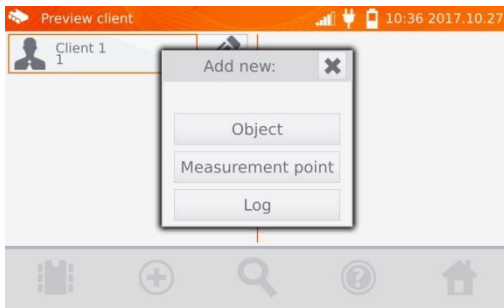 Preview client
10:36 2017.10.27
Client 1
1
Add new:
Object
Measurement point
Log